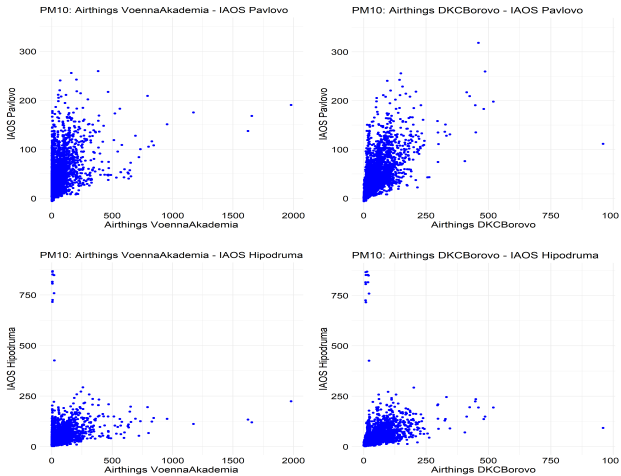 PM10: Airthings VoennaAkademia - IAOS Pavlovo
IAOS Pavlovo
300
200
100
0
0 500 1000 1500 2000
Airthings VoennaAkademia
PM10: Airthings DKCBorovo - IAOS Pavlovo
IAOS Pavlovo
300
200
100
0
0 250 500 750 100
Airthings DKCBorovo
PM10: Airthings VoennaAkademia - IAOS Hipodruma
IAOS Hipodruma
750
500
250
0
0 500 1000 1500 2000
Airthings VoennaAkademia
PM10: Airthings DKCBorovo - IAOS Hipodruma
IAOS Hipodruma
750
500
250
0
0 250 500 750 100
Airthings DKCBorovo